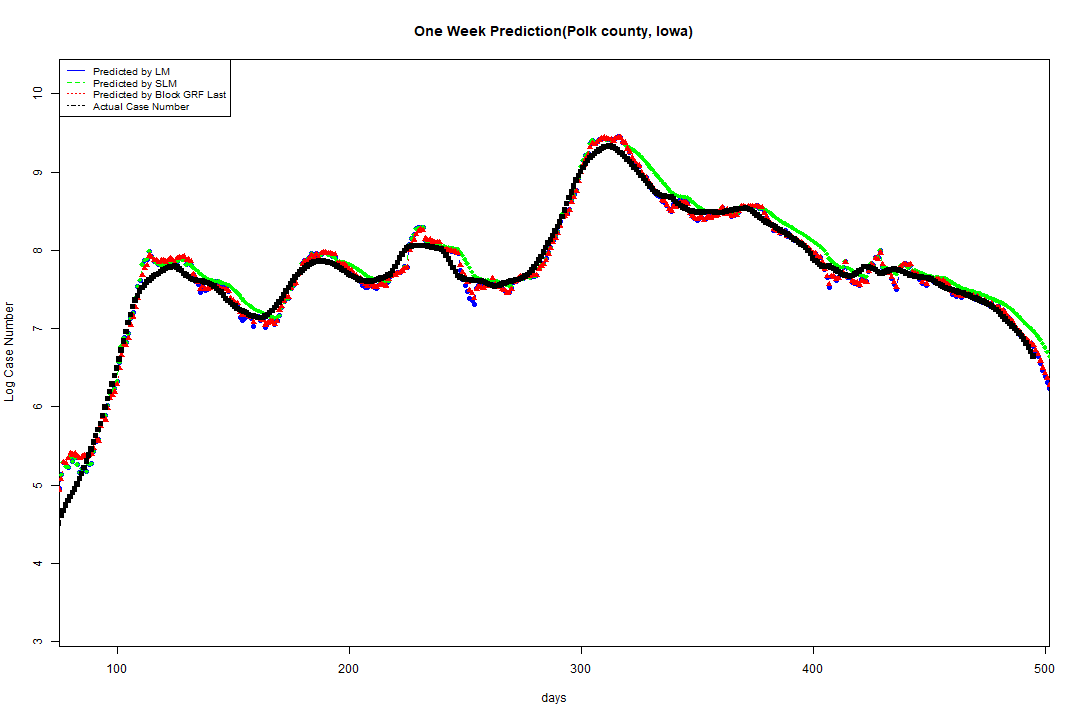 One Week Prediction(Polk county, Iowa)
Predicted by LM
Predicted by SLM
Predicted by Block GRF Last
Actual Case Number
10
9
8
7
6
5
4
3
Log Case Number
100 200 300 400 500
days